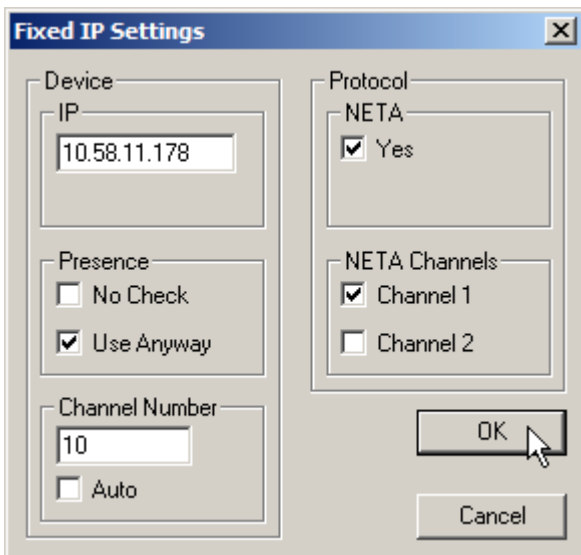 Fixed IP Settings
Device
IP
10.58.11.178
Presence
No Check
Use Anyway
Channel Number
10
Auto
Protocol
NETA
Yes
NETA Channels
Channel 1
Channel 2
OK
Cancel